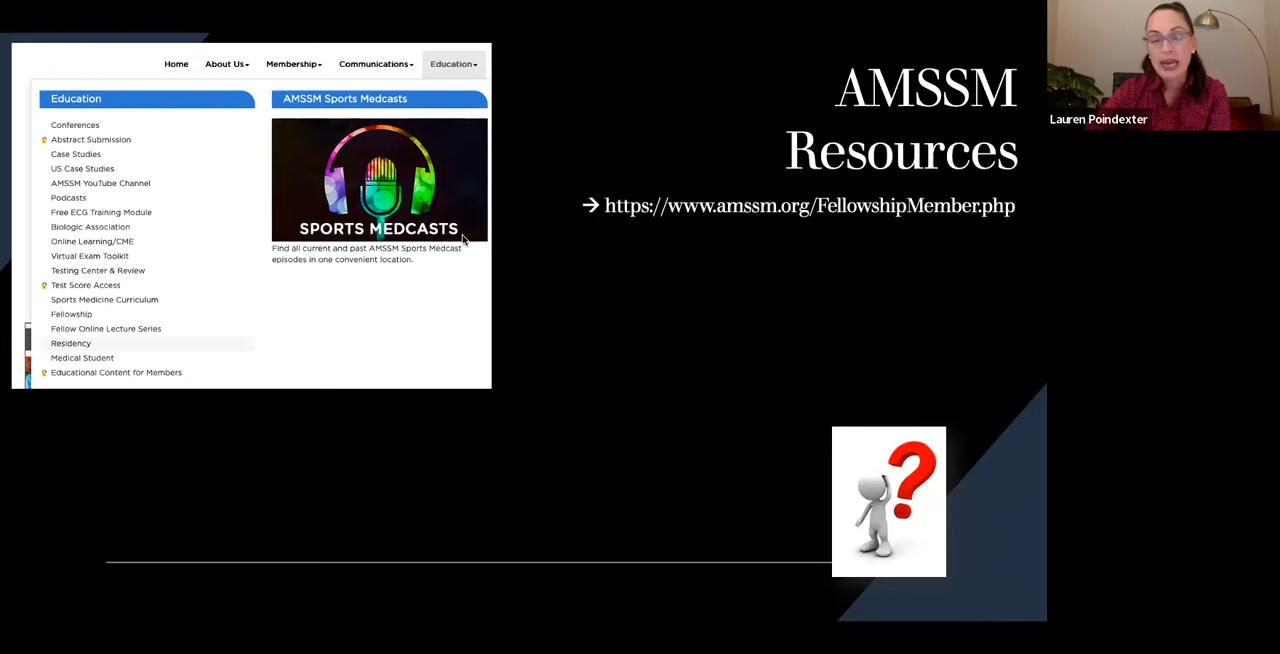 Home About Us Membership Communications Education
Education
Conferences
Abstract Submission
Case Studies
US Case Studies
AMSSM YouTube Channel
Podcasts
Free ECG Training Module
Biologic Association
Online Learning/CME
Virtual Exam Toolkit
Testing Center & Review
Test Score Access
Sports Medicine Curriculum
Fellowship
Fellow Online Lecture Series
Residency
Medical Student
Educational Content for Members
AMSSM Sports Medcasts
SPORTS MEDCASTS
Find all current and past AMSSM Sports Medcast
episodes in one convenient location.
AMSSM
Resources
→ https://www.amssm.org/FellowshipMember.php
?
Lauren Poindexter